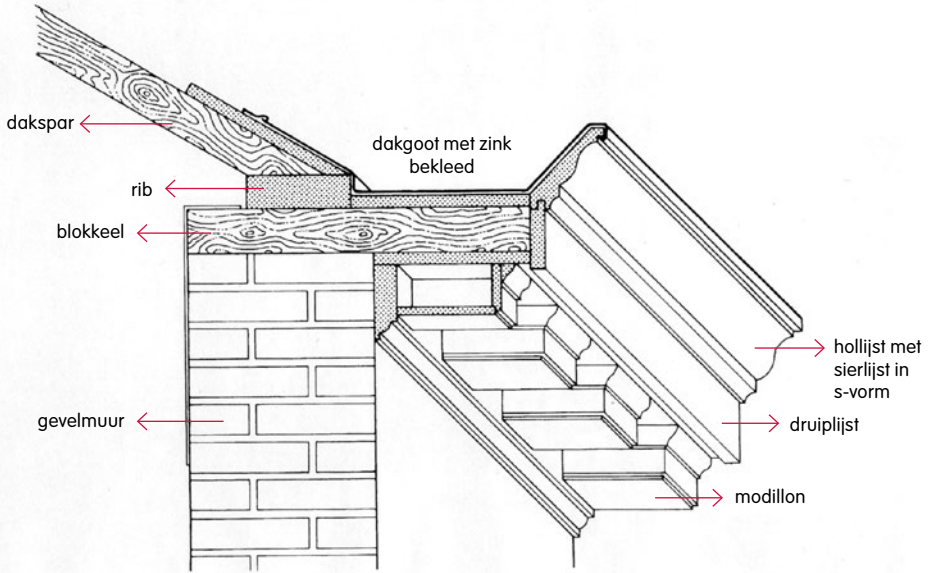 dakspar
dakgoot met zink
bekleed
rib
blokkeel
hollijst met
sierlijst in
s-vorm
gevelmuur
druiplijst
modillon